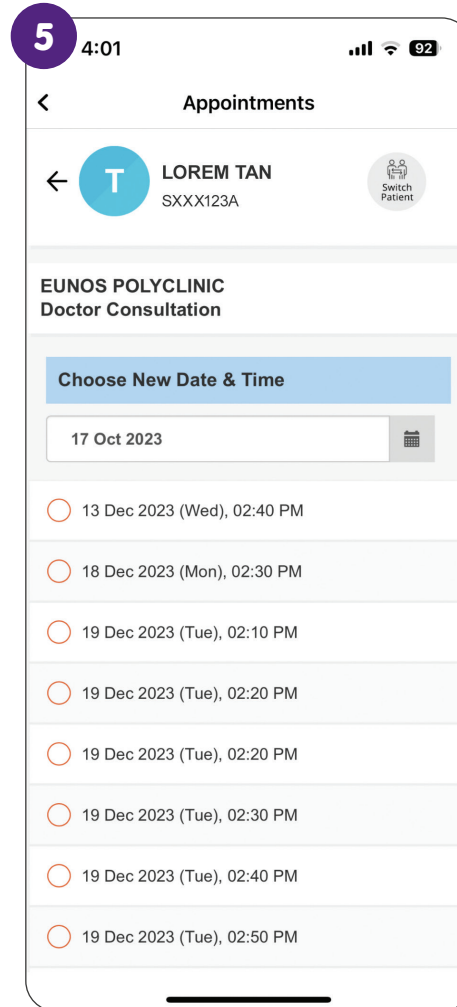 5
4:01
92
Appointments
T
LOREM TAN
SXXX123A
Switch
Patient
EUNOS POLYCLINIC
Doctor Consultation
Choose New Date & Time
17 Oct 2023
13 Dec 2023 (Wed), 02:40 PM
18 Dec 2023 (Mon), 02:30 PM
19 Dec 2023 (Tue), 02:10 PM
19 Dec 2023 (Tue), 02:20 PM
19 Dec 2023 (Tue), 02:20 PM
19 Dec 2023 (Tue), 02:30 PM
19 Dec 2023 (Tue), 02:40 PM
19 Dec 2023 (Tue), 02:50 PM